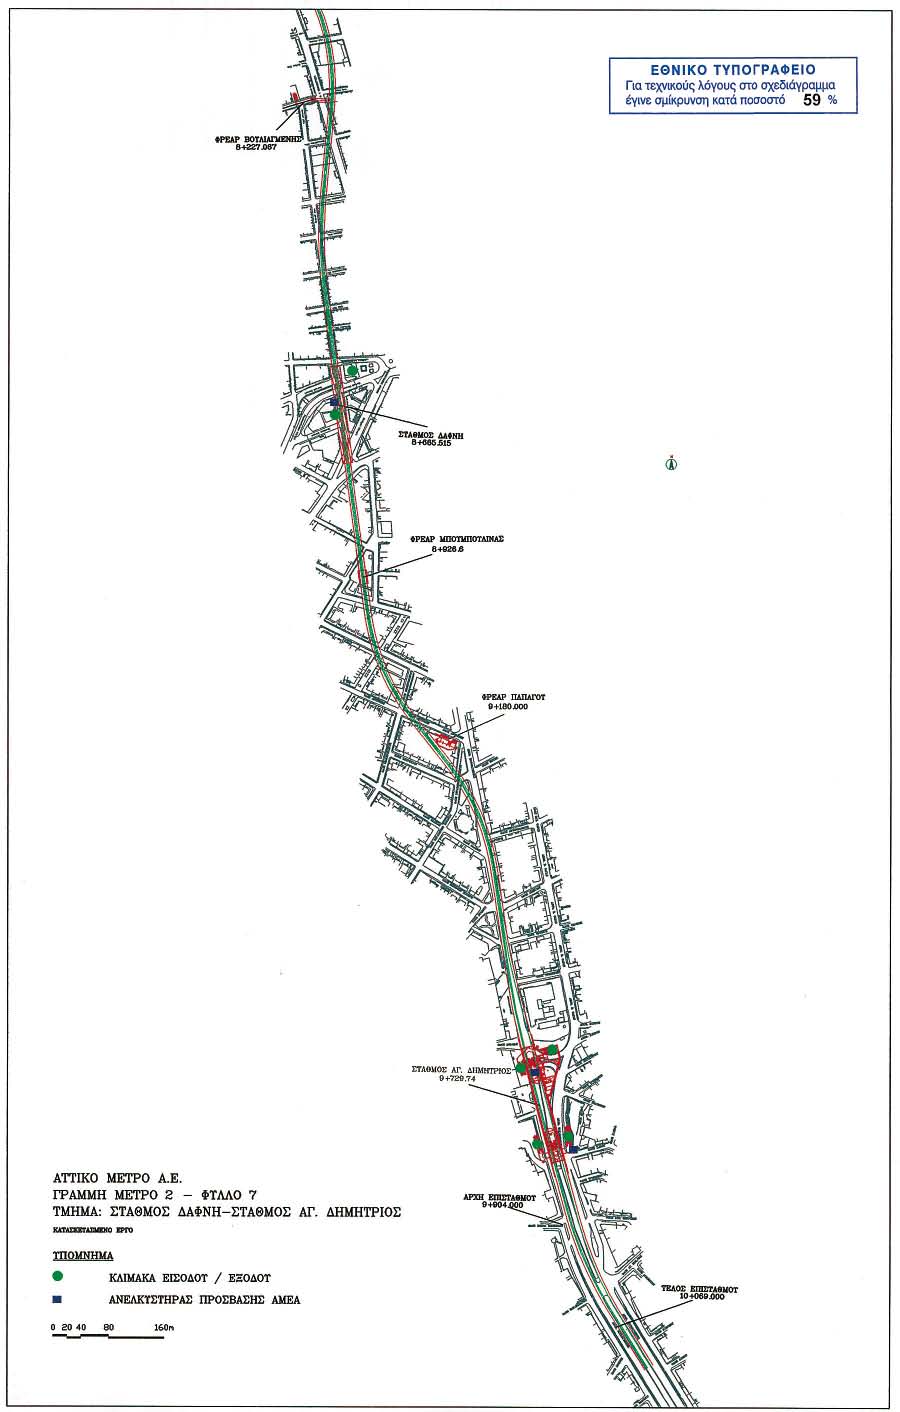 ΕΘΝΙΚΟ ΤΥΠΟΓΡΑΦΕΙΟ
Για τεχνικούς λόγους στο σχεδιάγραμμα
έγινε σμίκρυνση κατά ποσοστό 59 %
ΦΡΕΑΡ ΒΟΥΛΙΑΓΜΕΝΗΣ
8+227.067
ΣΤΑΘΜΟΣ ΔΑΦΝΗ
8+665.515
ΦΡΕΑΡ ΜΠΟΥΜΠΟΥΛΙΝΑΣ
8+926.6
ΦΡΕΑΡ ΠΑΠΑΓΟΥ
9+180.000
ΣΤΑΘΜΟΣ ΑΓ. ΔΗΜΗΤΡΙΟΣ
9+729.74
ΑΡΧΗ ΕΠΙΣΤΑΘΜΟΥ
9+904.000
ΤΕΛΟΣ ΕΠΙΣΤΑΘΜΟΥ
10+069.000
ΑΤΤΙΚΟ ΜΕΤΡΟ Α.Ε.
ΓΡΑΜΜΗ ΜΕΤΡΟ 2 – ΦΥΛΛΟ 7
ΤΜΗΜΑ: ΣΤΑΘΜΟΣ ΔΑΦΝΗ–ΣΤΑΘΜΟΣ ΑΓ. ΔΗΜΗΤΡΙΟΣ
ΚΑΤΑΣΚΕΥΑΣΜΕΝΟ ΕΡΓΟ
ΥΠΟΜΝΗΜΑ
ΚΛΙΜΑΚΑ ΕΙΣΟΔΟΥ / ΕΞΟΔΟΥ
ΑΝΕΛΚΥΣΤΗΡΑΣ ΠΡΟΣΒΑΣΗΣ ΑΜΕΑ
0 20 40 80 160m